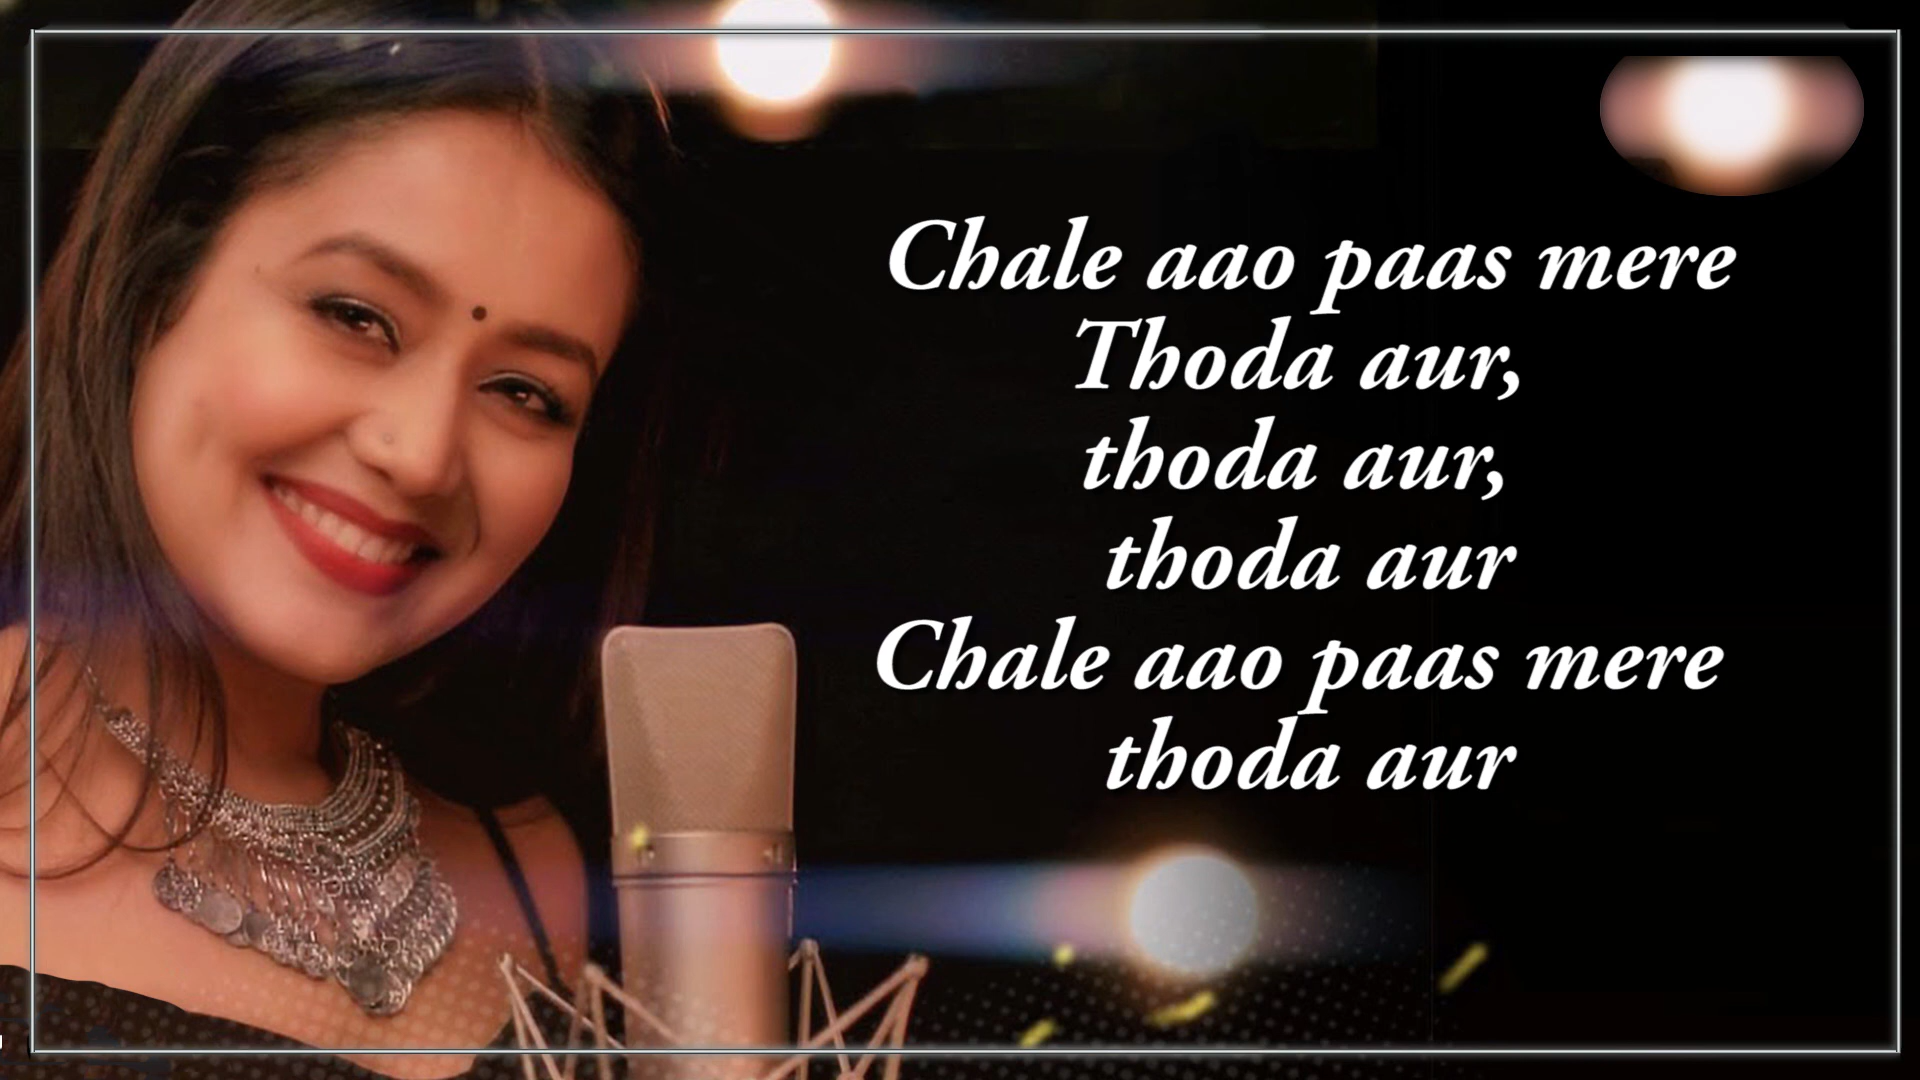 Chale aao paas mere
Thoda aur,
thoda aur,
thoda aur
Chale aao paas mere
thoda aur